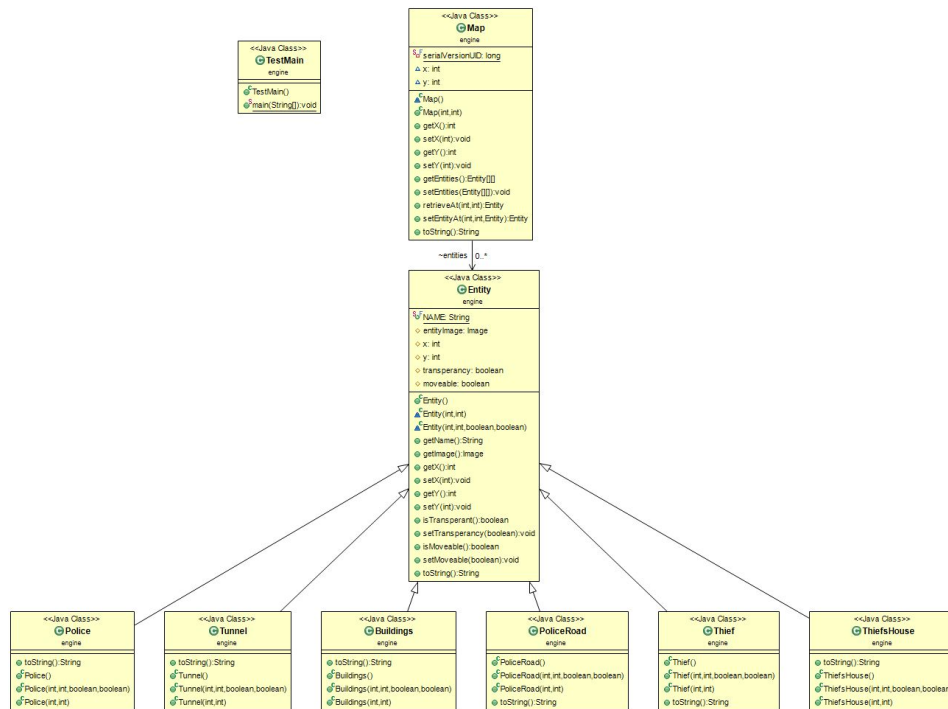 <<Java Class>>
TestMain
engine
TestMain()
main(String[]):void
<<Java Class>>
Map
engine
serialVersionUID: long
x: int
y: int
Map()
Map(int,int)
getX():int
setX(int):void
getY():int
setY(int):void
getEntities():Entity[][]
setEntities(Entity[][]):void
retrieveAt(int,int):Entity
setEntityAt(int,int,Entity):Entity
toString():String
~entities 0..*
<<Java Class>>
Entity
engine
NAME: String
entityImage: Image
x: int
y: int
transperancy: boolean
moveable: boolean
Entity()
Entity(int,int)
Entity(int,int,boolean,boolean)
getName():String
getImage():Image
getX():int
setX(int):void
getY():int
setY(int):void
isTransperant():boolean
setTransperancy(boolean):void
isMoveable():boolean
setMoveable(boolean):void
toString():String
<<Java Class>>
Police
engine
toString():String
Police()
Police(int,int,boolean,boolean)
Police(int,int)
<<Java Class>>
Tunnel
engine
toString():String
Tunnel()
Tunnel(int,int,boolean,boolean)
Tunnel(int,int)
<<Java Class>>
Buildings
engine
toString():String
Buildings()
Buildings(int,int,boolean,boolean)
Buildings(int,int)
<<Java Class>>
PoliceRoad
engine
PoliceRoad()
PoliceRoad(int,int,boolean,boolean)
PoliceRoad(int,int)
toString():String
<<Java Class>>
Thief
engine
Thief()
Thief(int,int,boolean,boolean)
Thief(int,int)
toString():String
<<Java Class>>
ThiefsHouse
engine
toString():String
ThiefsHouse()
ThiefsHouse(int,int,boolean,boolean)
ThiefsHouse(int,int)